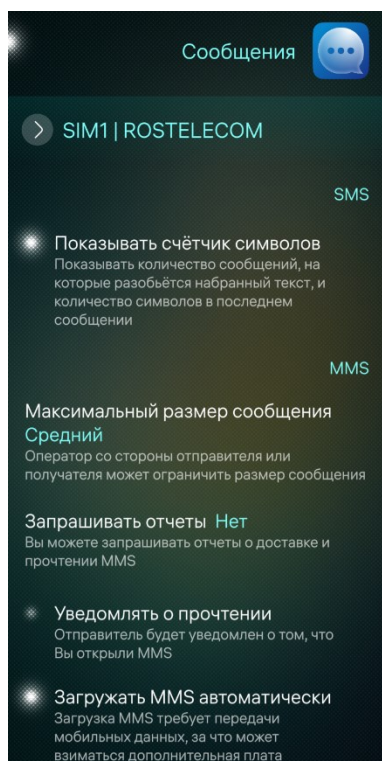 Сообщения
SIM1 | ROSTELECOM
SMS
Показывать счётчик символов
Показывать количество сообщений, на
которые разобьётся набранный текст, и
количество символов в последнем
сообщении
MMS
Максимальный размер сообщения
Средний
Оператор со стороны отправителя или
получателя может ограничить размер сообщения
Запрашивать отчеты Нет
Вы можете запрашивать отчеты о доставке и
прочтении MMS
Уведомлять о прочтении
Отправитель будет уведомлен о том, что
Вы открыли MMS
Загружать MMS автоматически
Загрузка MMS требует передачи
мобильных данных, за что может
взиматься дополнительная плата